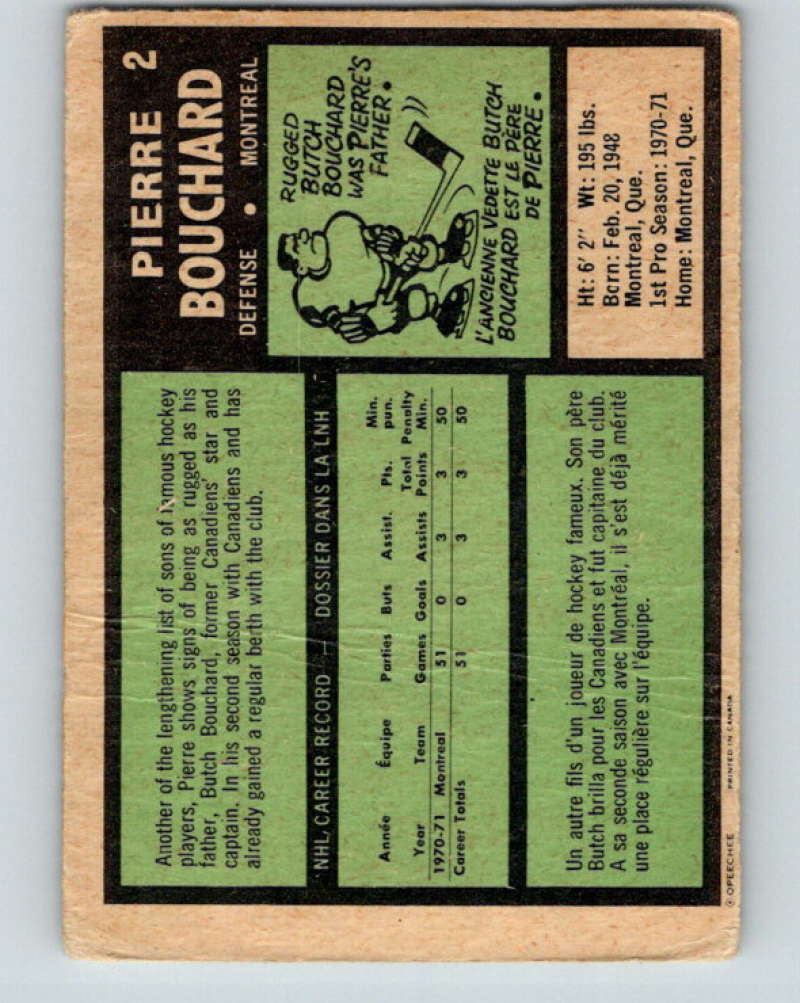 PIERRE 2
BOUCHARD
DEFENSE • MONTREAL
RUGGED
BUTCH
BOUCHARD
WAS PIERRE'S
FATHER.
L'ANCIENNE VEDETTE BUTCH
BOUCHARD EST LE PÈRE
DE PIERRE.
Ht: 6' 2" Wt: 195 lbs.
Born: Feb. 20, 1948
Montreal, Que.
1st Pro Season: 1970-71
Home: Montreal, Que.
Another of the lengthening list of sons of famous hockey
players, Pierre shows signs of being as rugged as his
father, Butch Bouchard, former Canadiens' star and
captain. In his second season with Canadiens and has
already gained a regular berth with the club.
NHL CAREER RECORD — DOSSIER DANS LA LNH
Année Équipe Parties Buts Assist. Pts. Min. pun.
Year Team Games Goals Assists Total Points Penalty Min.
1970-71 Montreal 51 0 3 3 50
Career Totals 51 0 3 3 50
Un autre fils d'un joueur de hockey fameux. Son père
Butch brilla pour les Canadiens et fut capitaine du club.
A sa seconde saison avec Montréal, il s'est déjà mérité
une place régulière sur l'équipe.
© OPEECHEE PRINTED IN CANADA